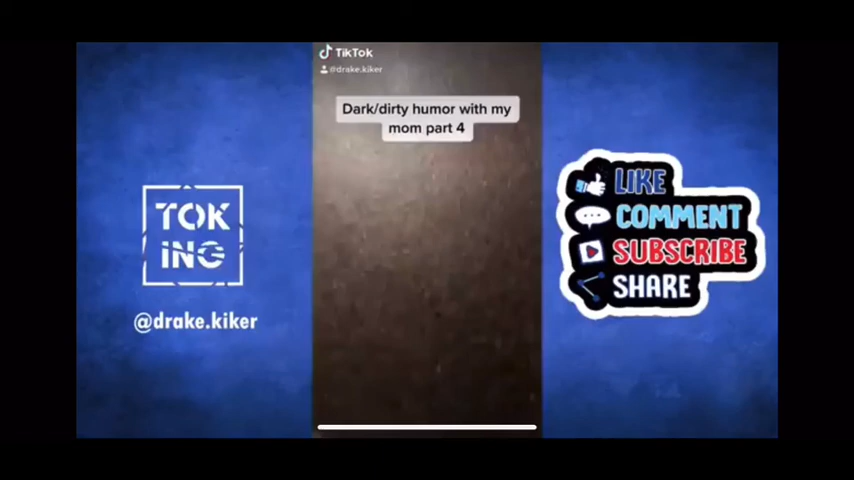 TikTok
@drake.kiker
Dark/dirty humor with my
mom part 4
TOK
ING
@drake.kiker
LIKE
COMMENT
SUBSCRIBE
SHARE